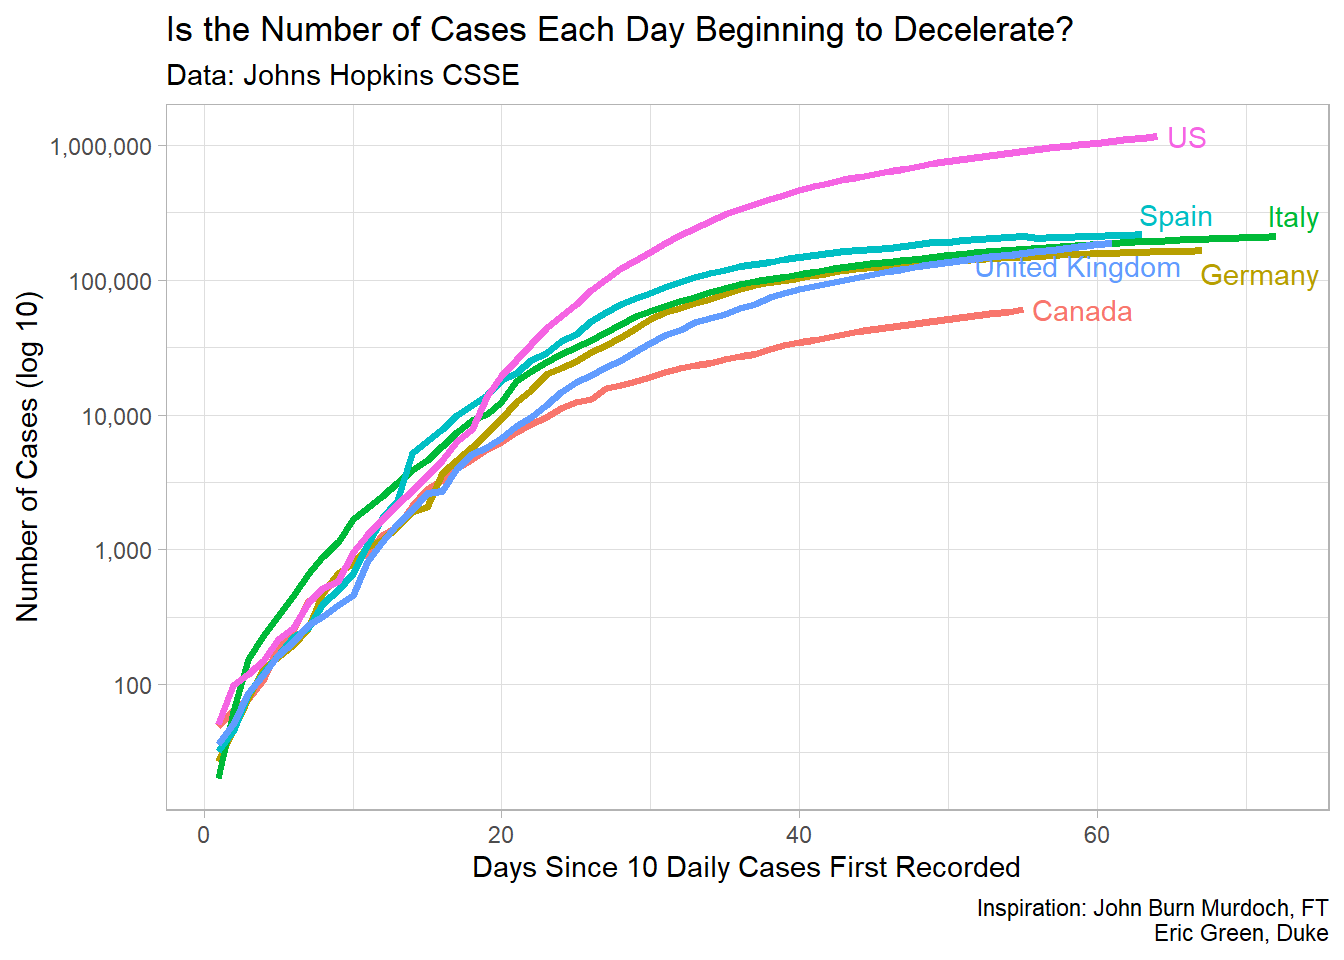 Is the Number of Cases Each Day Beginning to Decelerate?
Data: Johns Hopkins CSSE
Number of Cases (log 10)
1,000,000
100,000
10,000
1,000
100
US
Spain
Italy
United Kingdom
Germany
Canada
0
20
40
60
Days Since 10 Daily Cases First Recorded
Inspiration: John Burn Murdoch, FT
Eric Green, Duke